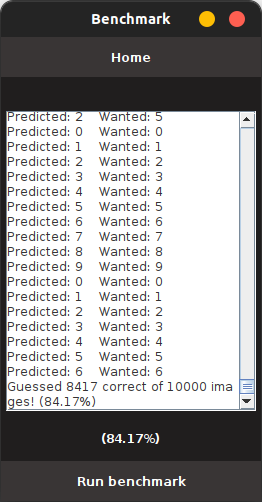 Benchmark
Home
Predicted: 2 Wanted: 5
Predicted: 0 Wanted: 0
Predicted: 1 Wanted: 1
Predicted: 2 Wanted: 2
Predicted: 3 Wanted: 3
Predicted: 4 Wanted: 4
Predicted: 5 Wanted: 5
Predicted: 6 Wanted: 6
Predicted: 7 Wanted: 7
Predicted: 8 Wanted: 8
Predicted: 9 Wanted: 9
Predicted: 0 Wanted: 0
Predicted: 1 Wanted: 1
Predicted: 2 Wanted: 2
Predicted: 3 Wanted: 3
Predicted: 4 Wanted: 4
Predicted: 5 Wanted: 5
Predicted: 6 Wanted: 6
Guessed 8417 correct of 10000 ima
ges! (84.17%)
(84.17%)
Run benchmark